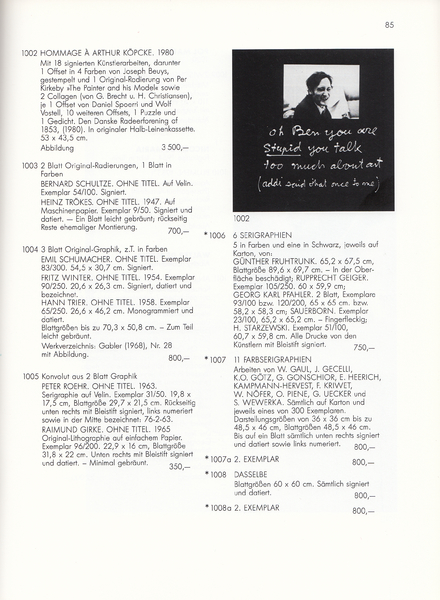 85
1002 HOMMAGE À ARTHUR KÖPCKE. 1980
Mit 18 signierten Künstlerarbeiten, darunter
1 Offset in 4 Farben von Joseph Beuys,
gestempelt und 1 Original-Radierung von Per
Kirkeby »The Painter and his Model« sowie
2 Collagen (von G. Brecht u. H. Christiansen),
je 1 Offset von Daniel Spoerri und Wolf
Vostell, 10 weiteren Offsets, 1 Puzzle und
1 Gedicht. Den Danske Radeerforening af
1853, (1980). In originaler Halb-Leinenkassette.
53 x 43,5 cm.
Abbildung 3500,—
1003 2 Blatt Original-Radierungen, 1 Blatt in
Farben
BERNARD SCHULTZE. OHNE TITEL. Auf Velin.
Exemplar 54/100. Signiert.
HEINZ TRÖKES. OHNE TITEL. 1947. Auf
Maschinenpapier. Exemplar 9/50. Signiert und
datiert. — Ein Blatt leicht gebräunt; rückseitig
Reste ehemaliger Montierung.
700,—
1004 3 Blatt Original-Graphik, z.T. in Farben
EMIL SCHUMACHER. OHNE TITEL. Exemplar
83/300. 54,5 x 30,7 cm. Signiert.
FRITZ WINTER. OHNE TITEL. 1954. Exemplar
90/250. 20,6 x 26,3 cm. Signiert, datiert und
bezeichnet.
HANN TRIER. OHNE TITEL. 1958. Exemplar
65/250. 26,6 x 46,2 cm. Monogrammiert und
datiert.
Blattgrößen bis zu 70,3 x 50,8 cm. – Zum Teil
leicht gebräunt.
Werkverzeichnis: Gabler (1968), Nr. 28
mit Abbildung.
800,—
1005 Konvolut aus 2 Blatt Graphik
PETER ROEHR. OHNE TITEL. 1963.
Serigraphie auf Velin. Exemplar 31/50. 19,8 x
17,5 cm, Blattgröße 29,7 x 21,5 cm. Rückseitig
unten rechts mit Bleistift signiert, links numeriert
sowie in der Mitte bezeichnet: 76-2-63.
RAIMUND GIRKE. OHNE TITEL. 1965
Original-Lithographie auf einfachem Papier.
Exemplar 96/200. 22,9 x 16 cm, Blattgröße
31,8 x 22 cm. Unten rechts mit Bleistift signiert
und datiert. – Minimal gebräunt.
350,—
oh Ben you are
Stupid you talk
too much about art
(addi said that once to me)
1002
*1006 6 SERIGRAPHIEN
5 in Farben und eine in Schwarz, jeweils auf
Karton, von:
GÜNTHER FRUHTRUNK. 65,2 x 67,5 cm,
Blattgröße 89,6 x 69,7 cm. – In der Ober-
fläche beschädigt; RUPPRECHT GEIGER.
Exemplar 105/250. 60 x 59,9 cm;
GEORG KARL PFAHLER. 2 Blatt, Exemplare
93/100 bzw. 120/200, 65 x 65 cm bzw.
58,2 x 58,3 cm; SAUERBORN. Exemplar
23/100, 65,2 x 65,2 cm. – Fingerfleckig;
H. STARZEWSKI. Exemplar 51/100,
60,7 x 59,8 cm. Alle Drucke von den
Künstlern mit Bleistift signiert.
750,—
*1007 11 FARBSERIGRAPHIEN
Arbeiten von W. GAUL, J. GECELLI,
K.O. GÖTZ, G. GONSCHIOR, E. HEERICH,
KAMPMANN-HERVEST, F. KRIWET,
W. NÖFER, O. PIENE, G. UECKER und
S. WEWERKA. Sämtlich auf Karton und
jeweils eines von 300 Exemplaren.
Darstellungsgrößen von 36 x 36 cm bis zu
48,5 x 46 cm, Blattgrößen 48,5 x 46 cm.
Bis auf ein Blatt sämtlich unten rechts signiert
und datiert sowie links numeriert.
800,—
*1007a 2. EXEMPLAR 800,—
*1008 DASSELBE
Blattgrößen 60 x 60 cm. Sämtlich signiert
und datiert. 800,—
*1008a 2. EXEMPLAR 800,—